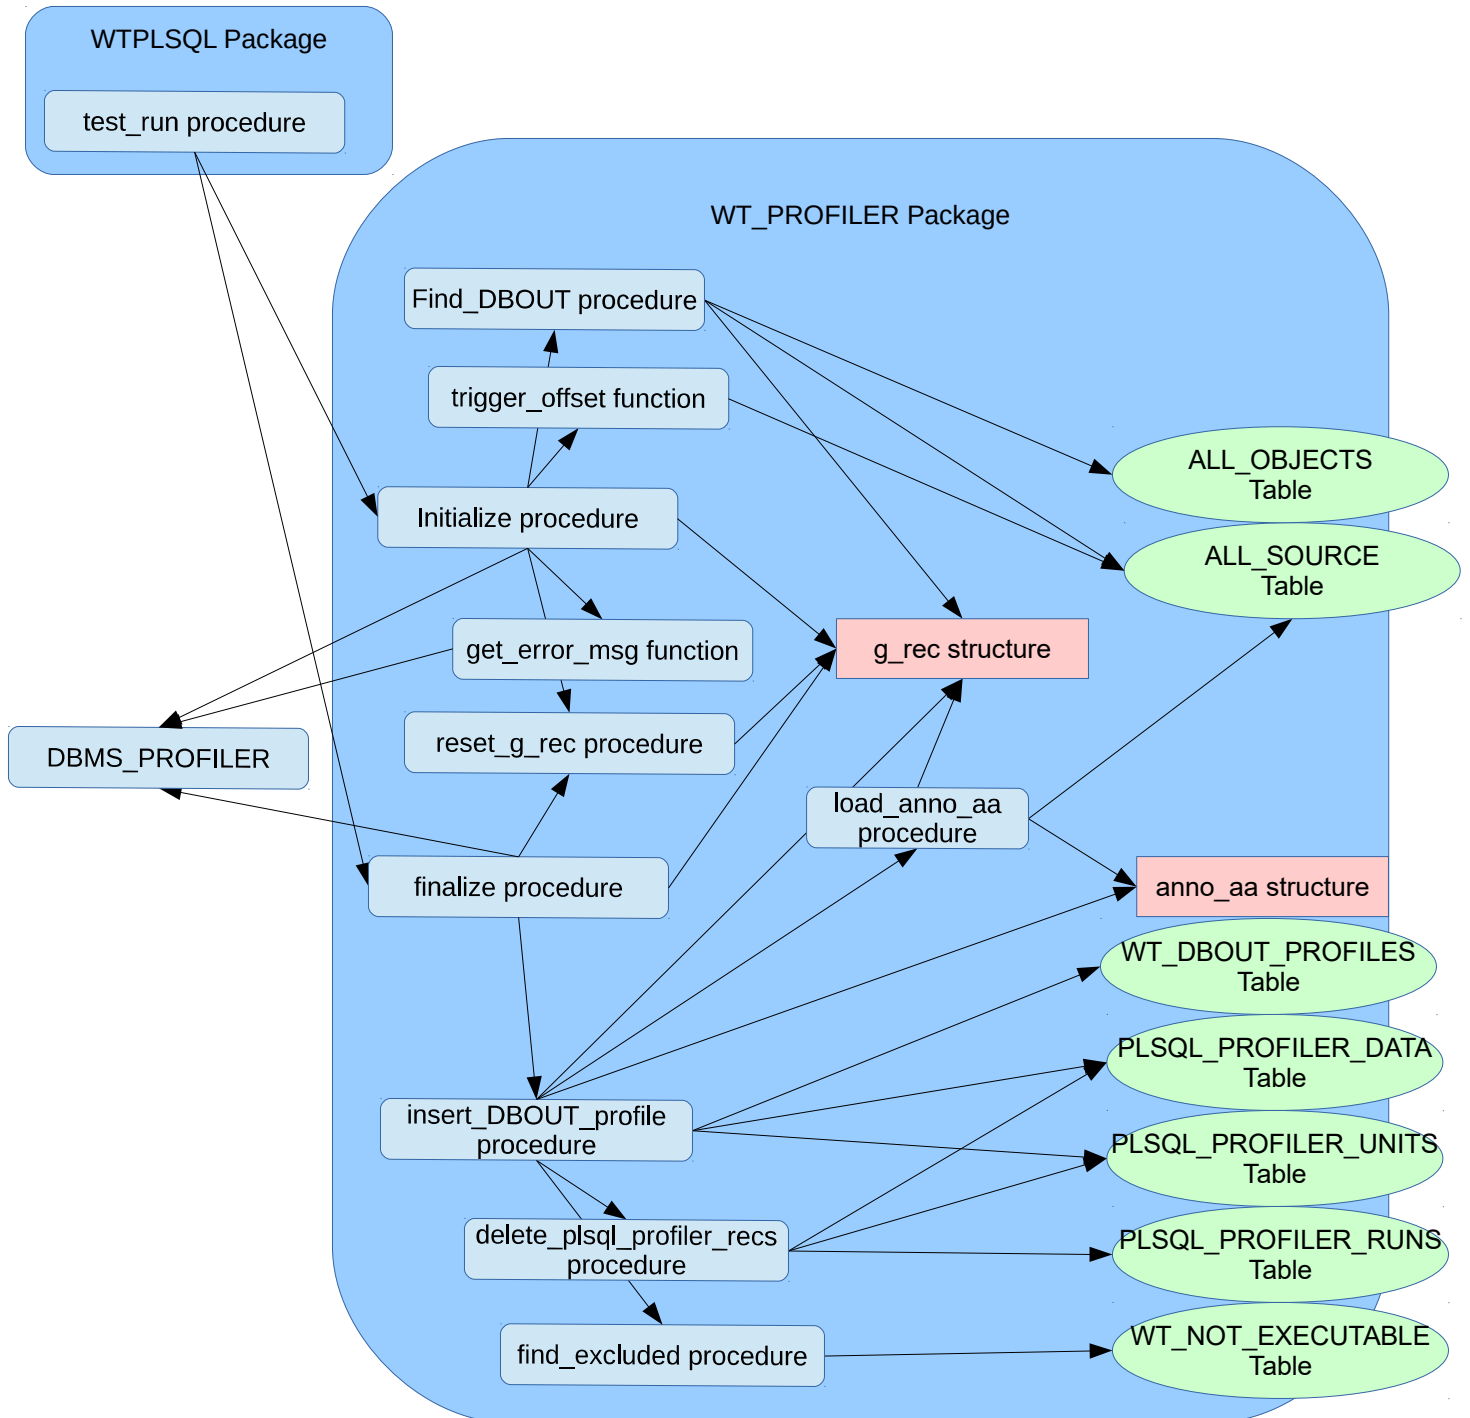 WTPLSQL Package
test_run procedure
WT_PROFILER Package
Find_DBOUT procedure
trigger_offset function
ALL_OBJECTS
Table
Initialize procedure
ALL_SOURCE
Table
get_error_msg function
g_rec structure
reset_g_rec procedure
DBMS_PROFILER
load_anno_aa
procedure
finalize procedure
anno_aa structure
WT_DBOUT_PROFILES
Table
PLSQL_PROFILER_DATA
Table
insert_DBOUT_profile
procedure
PLSQL_PROFILER_UNITS
Table
delete_plsql_profiler_recs
procedure
PLSQL_PROFILER_RUNS
Table
find_excluded procedure
WT_NOT_EXECUTABLE
Table